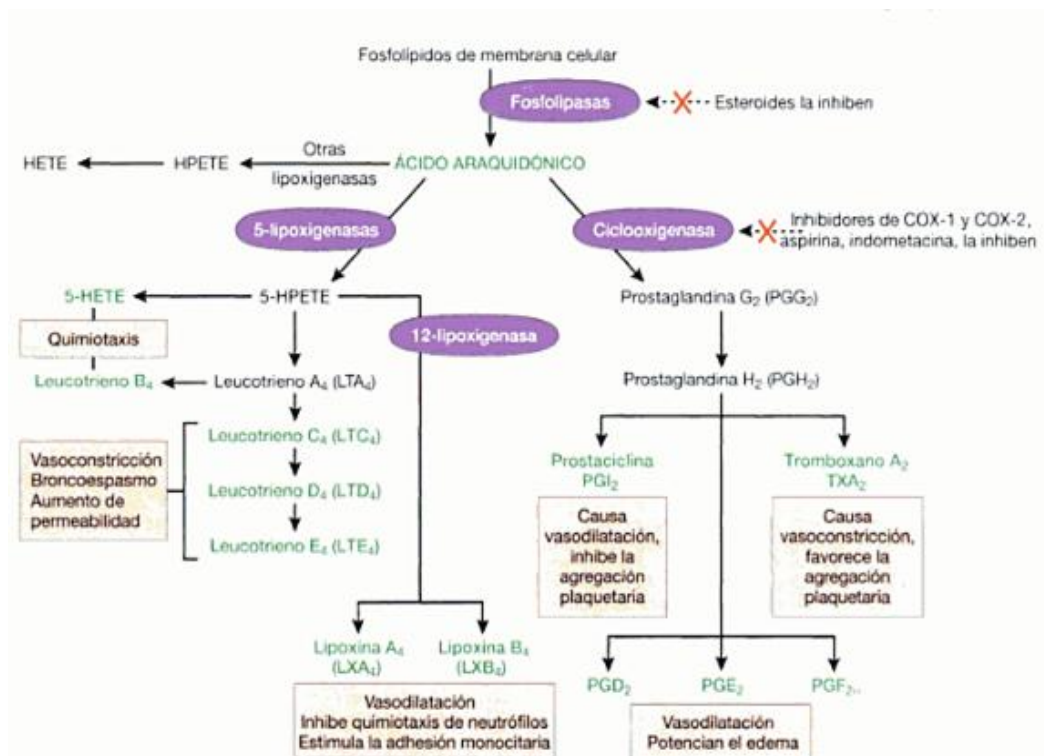 Fosfolípidos de membrana celular
Fosfolipasas
Esteroides la inhiben
HETE
HPETE
Otras
lipoxigenasas
ÁCIDO ARAQUIDÓNICO
5-lipoxigenasas
Ciclooxigenasa
Inhibidores de COX-1 y COX-2,
aspirina, indometacina, la inhiben
5-HETE
5-HPETE
Prostaglandina G₂ (PGG₂)
Quimiotaxis
12-lipoxigenasa
Leucotrieno B₄
Leucotrieno A₄ (LTA₄)
Prostaglandina H₂ (PGH₂)
Leucotrieno C₄ (LTC₄)
Vasoconstricción
Broncoespasmo
Aumento de
permeabilidad
Leucotrieno D₄ (LTD₄)
Leucotrieno E₄ (LTE₄)
Prostaciclina
PGI₂
Tromboxano A₂
TXA₂
Causa
vasodilatación,
inhibe la
agregación
plaquetaria
Causa
vasoconstricción,
favorece la
agregación
plaquetaria
Lipoxina A₄
(LXA₄)
Lipoxina B₄
(LXB₄)
PGD₂
PGE₂
Vasodilatación
Inhibe quimiotaxis de neutrófilos
Estimula la adhesión monocitaria
Vasodilatación
Potencian el edema